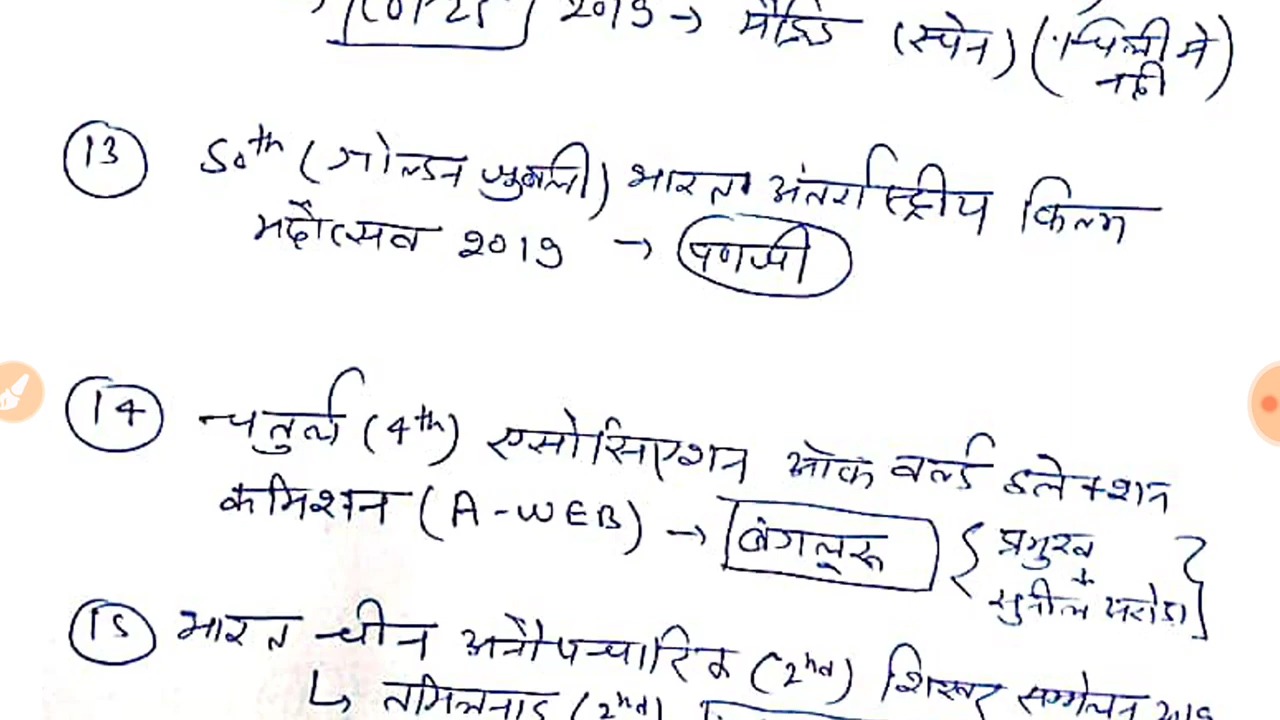 COP-25 2019 → मैड्रिड (स्पेन) (चिली में नहीं)
13 50th (गोल्डन जुबली) भारत अंतर्राष्ट्रीय फिल्म
महोत्सव 2019 → पणजी
14 चतुर्थ (4th) एसोसिएशन ऑफ वर्ल्ड इलेक्शन
कमिशन (A-WEB) → बंगलूरू { प्रमुख
सुनील अरोडा }
15 भारत चीन अनौपचारिक (2nd) शिखर सम्मेलन 2019
↳ तमिलनाडु (2nd)